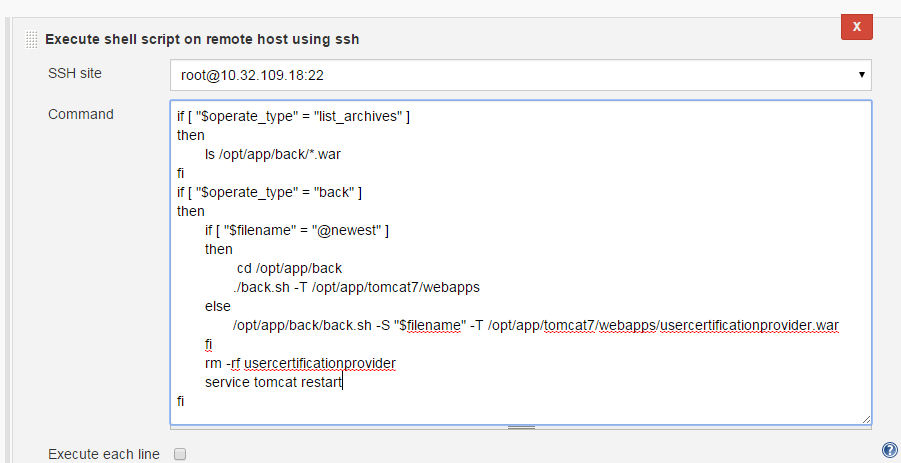 X
Execute shell script on remote host using ssh
SSH site
root@10.32.109.18:22
Command
if [ "$operate_type" = "list_archives" ]
then
ls /opt/app/back/*.war
fi
if [ "$operate_type" = "back" ]
then
if [ "$filename" = "@newest" ]
then
cd /opt/app/back
./back.sh -T /opt/app/tomcat7/webapps
else
/opt/app/back/back.sh -S "$filename" -T /opt/app/tomcat7/webapps/usercertificationprovider.war
fi
rm -rf usercertificationprovider
service tomcat restart
fi
Execute each line
?